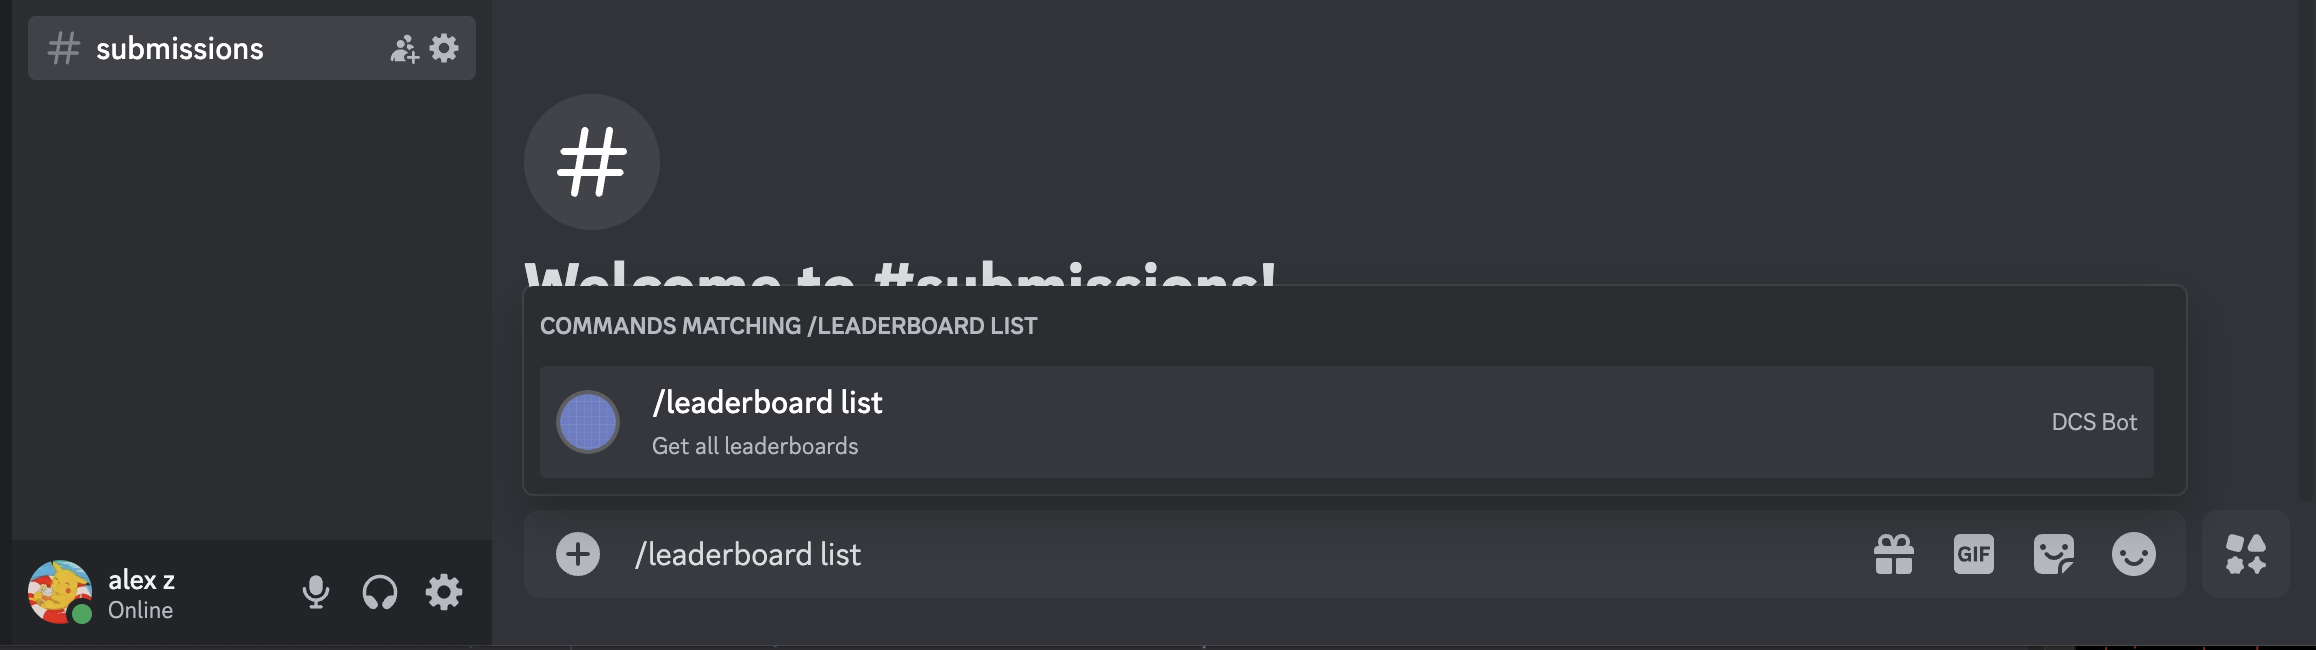 submissions
Welcome to #submissions!
COMMANDS MATCHING /LEADERBOARD LIST
/leaderboard list
Get all leaderboards
DCS Bot
/leaderboard list
GIF
alex z
Online